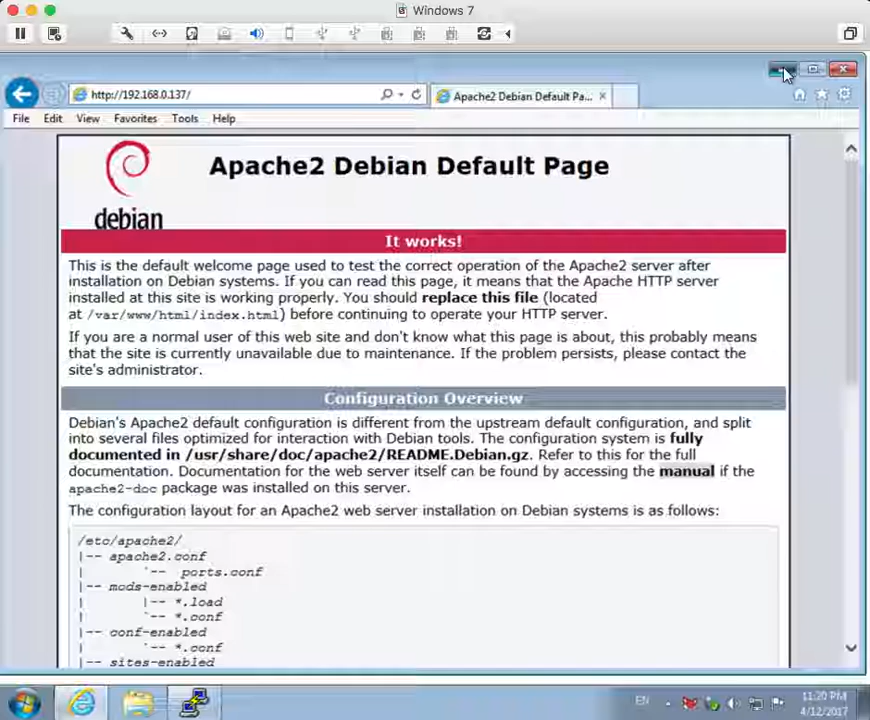 Windows 7
http://192.168.0.137/
Apache2 Debian Default Pa...
File Edit View Favorites Tools Help
debian
Apache2 Debian Default Page
It works!
This is the default welcome page used to test the correct operation of the Apache2 server after
installation on Debian systems. If you can read this page, it means that the Apache HTTP server
installed at this site is working properly. You should replace this file (located
at /var/www/html/index.html) before continuing to operate your HTTP server.
If you are a normal user of this web site and don't know what this page is about, this probably means
that the site is currently unavailable due to maintenance. If the problem persists, please contact the
site's administrator.
Configuration Overview
Debian's Apache2 default configuration is different from the upstream default configuration, and split
into several files optimized for interaction with Debian tools. The configuration system is fully
documented in /usr/share/doc/apache2/README.Debian.gz. Refer to this for the full
documentation. Documentation for the web server itself can be found by accessing the manual if the
apache2-doc package was installed on this server.
The configuration layout for an Apache2 web server installation on Debian systems is as follows:
/etc/apache2/
|-- apache2.conf
|       `--  ports.conf
|-- mods-enabled
|       |-- *.load
|       `-- *.conf
|-- conf-enabled
|       `-- *.conf
|-- sites-enabled
EN
11:20 PM
4/12/2017